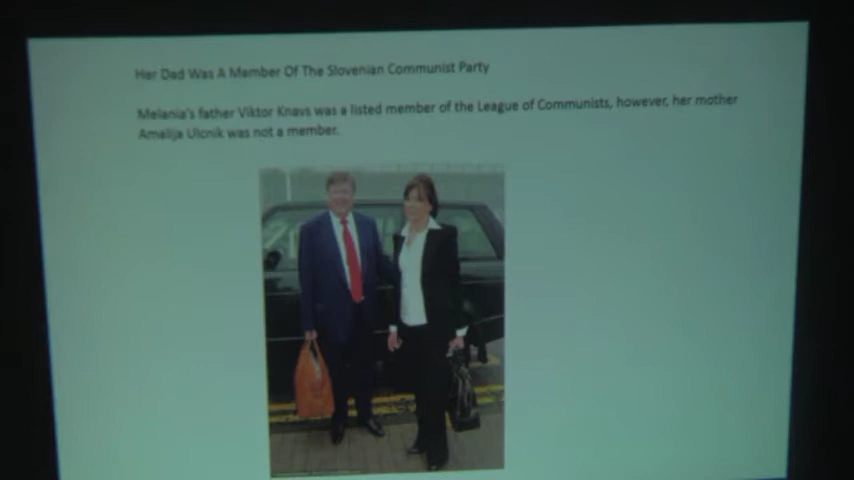 Her Dad Was A Member Of The Slovenian Communist Party
Melania's father Viktor Knavs was a listed member of the League of Communists, however, her mother
Amalija Ulcnik was not a member.